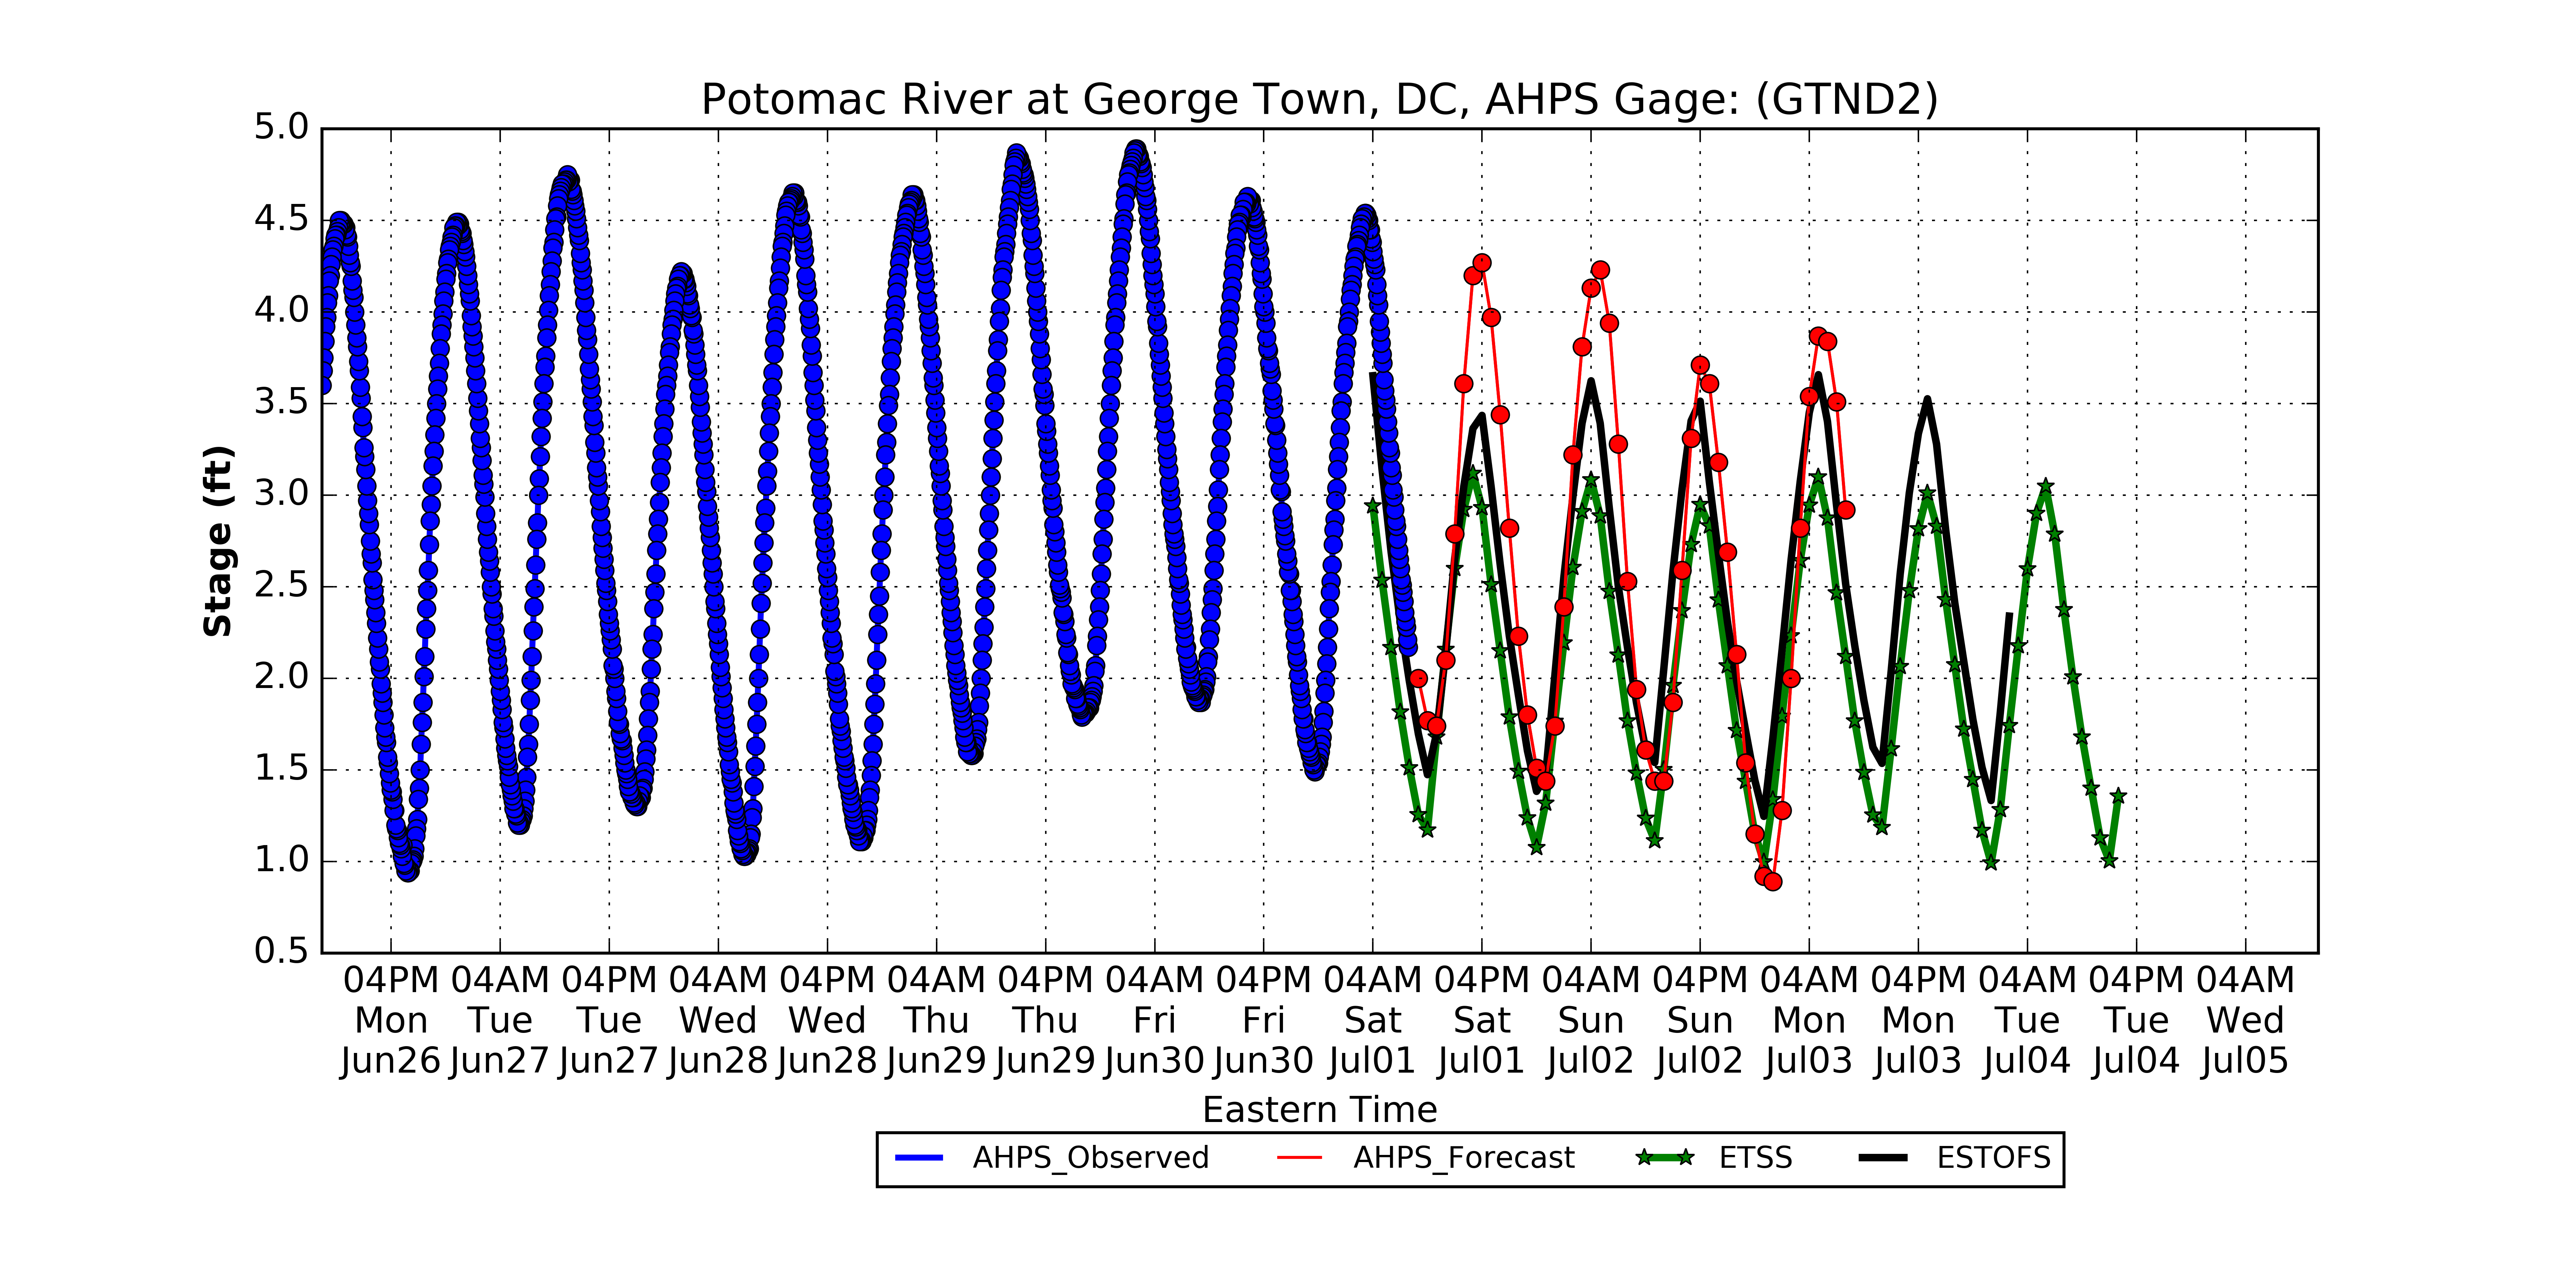 Potomac River at George Town, DC, AHPS Gage: (GTND2)
5.0
4.5
4.0
3.5
3.0
2.5
2.0
1.5
1.0
0.5
Stage (ft)
04PM 04AM 04PM 04AM 04PM 04AM 04PM 04AM 04PM 04AM 04PM 04AM 04PM 04AM 04PM 04AM 04PM 04AM
Mon Tue Tue Wed Wed Thu Thu Fri Fri Sat Sat Sun Sun Mon Mon Tue Tue Wed
Jun26 Jun27 Jun27 Jun28 Jun28 Jun29 Jun29 Jun30 Jun30 Jul01 Jul01 Jul02 Jul02 Jul03 Jul03 Jul04 Jul04 Jul05
Eastern Time
AHPS_Observed AHPS_Forecast ETSS ESTOFS